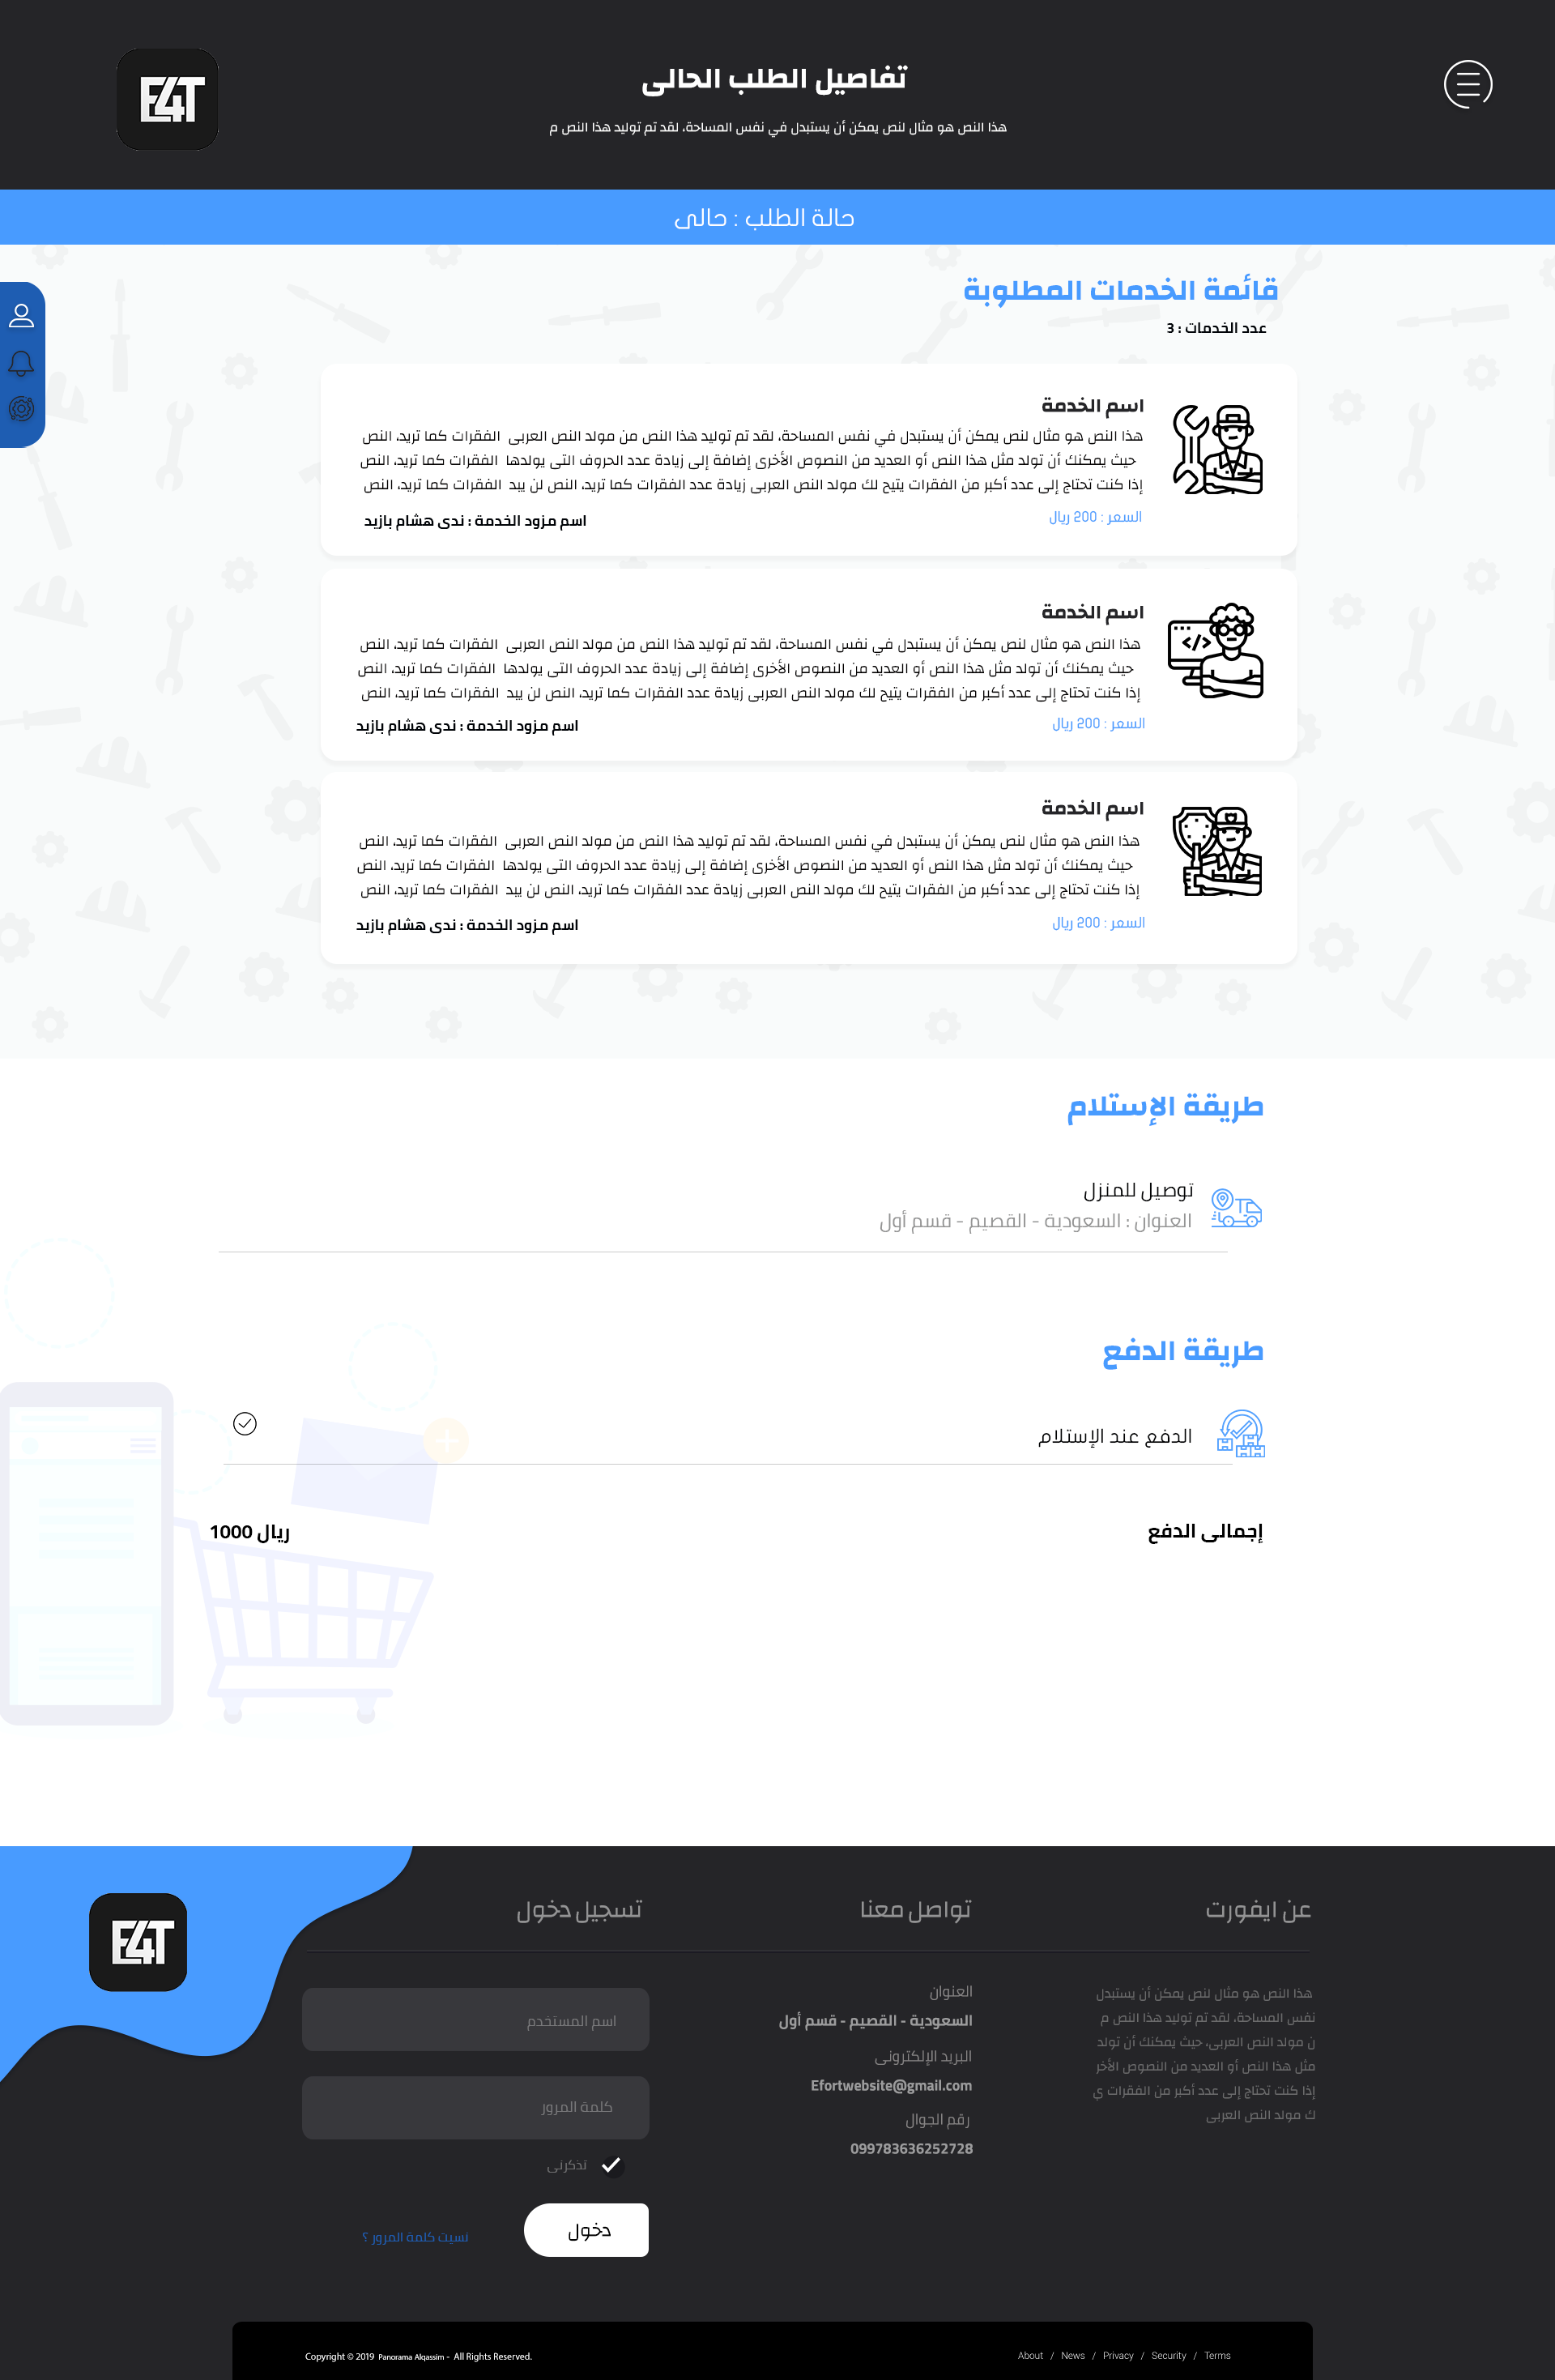 E4T
تفاصيل الطلب الحالى
هذا النص هو مثال لنص يمكن أن يستبدل في نفس المساحة، لقد تم توليد هذا النص م
حالة الطلب : حالى
قائمة الخدمات المطلوبة
عدد الخدمات : 3
اسم الخدمة
هذا النص هو مثال لنص يمكن أن يستبدل في نفس المساحة، لقد تم توليد هذا النص من مولد النص العربى الفقرات كما تريد، النص
حيث يمكنك أن تولد مثل هذا النص أو العديد من النصوص الأخرى إضافة إلى زيادة عدد الحروف التى يولدها الفقرات كما تريد، النص
إذا كنت تحتاج إلى عدد أكبر من الفقرات يتيح لك مولد النص العربى زيادة عدد الفقرات كما تريد، النص لن يبد الفقرات كما تريد، النص
السعر : 200 ريال
اسم مزود الخدمة : ندى هشام بازيد
اسم الخدمة
هذا النص هو مثال لنص يمكن أن يستبدل في نفس المساحة، لقد تم توليد هذا النص من مولد النص العربى الفقرات كما تريد، النص
حيث يمكنك أن تولد مثل هذا النص أو العديد من النصوص الأخرى إضافة إلى زيادة عدد الحروف التى يولدها الفقرات كما تريد، النص
إذا كنت تحتاج إلى عدد أكبر من الفقرات يتيح لك مولد النص العربى زيادة عدد الفقرات كما تريد، النص لن يبد الفقرات كما تريد، النص
السعر : 200 ريال
اسم مزود الخدمة : ندى هشام بازيد
اسم الخدمة
هذا النص هو مثال لنص يمكن أن يستبدل في نفس المساحة، لقد تم توليد هذا النص من مولد النص العربى الفقرات كما تريد، النص
حيث يمكنك أن تولد مثل هذا النص أو العديد من النصوص الأخرى إضافة إلى زيادة عدد الحروف التى يولدها الفقرات كما تريد، النص
إذا كنت تحتاج إلى عدد أكبر من الفقرات يتيح لك مولد النص العربى زيادة عدد الفقرات كما تريد، النص لن يبد الفقرات كما تريد، النص
السعر : 200 ريال
اسم مزود الخدمة : ندى هشام بازيد
طريقة الإستلام
توصيل للمنزل
العنوان : السعودية - القصيم - قسم أول
طريقة الدفع
الدفع عند الإستلام
إجمالى الدفع
ريال 1000
عن ايفورت
هذا النص هو مثال لنص يمكن أن يستبدل
نفس المساحة، لقد تم توليد هذا النص م
ن مولد النص العربى، حيث يمكنك أن تولد
مثل هذا النص أو العديد من النصوص الأخر
إذا كنت تحتاج إلى عدد أكبر من الفقرات ي
ك مولد النص العربى
تواصل معنا
العنوان
السعودية - القصيم - قسم أول
البريد الإلكترونى
Efortwebsite@gmail.com
رقم الجوال
099783636252728
تسجيل دخول
اسم المستخدم
كلمة المرور
تذكرنى
دخول
نسيت كلمة المرور ؟
E4T
Copyright © 2019 Panorama Alqassim - All Rights Reserved.
About / News / Privacy / Security / Terms